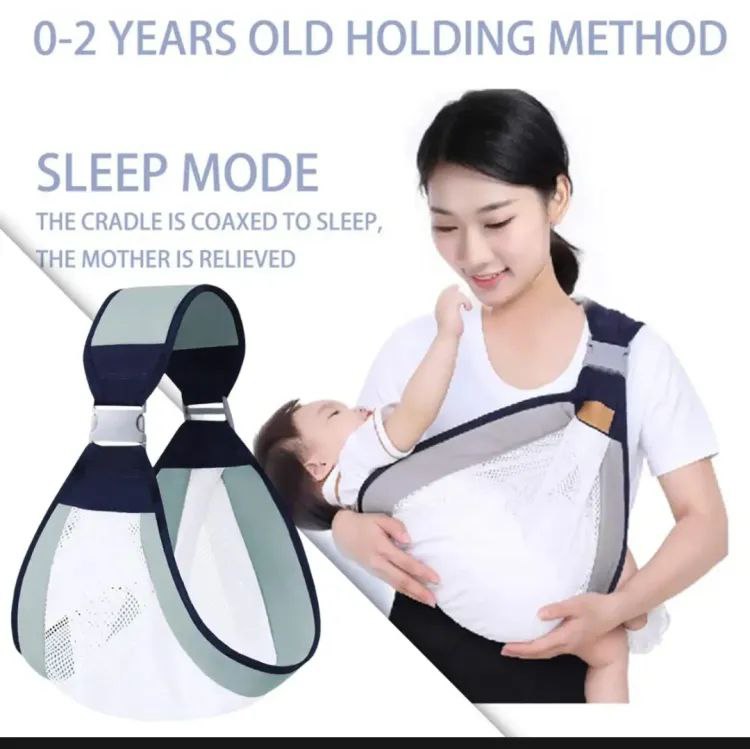 0-2 YEARS OLD HOLDING METHOD
SLEEP MODE
THE CRADLE IS COAXED TO SLEEP,
THE MOTHER IS RELIEVED